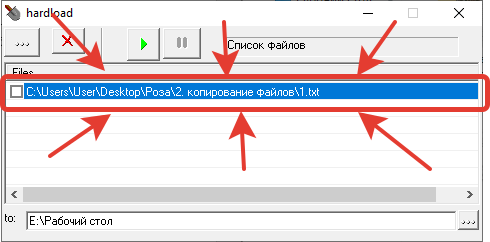 hardload
...
Список файлов
Files
C:\Users\User\Desktop\Роза\2. копирование файлов\1.txt
to: E:\Рабочий стол ...